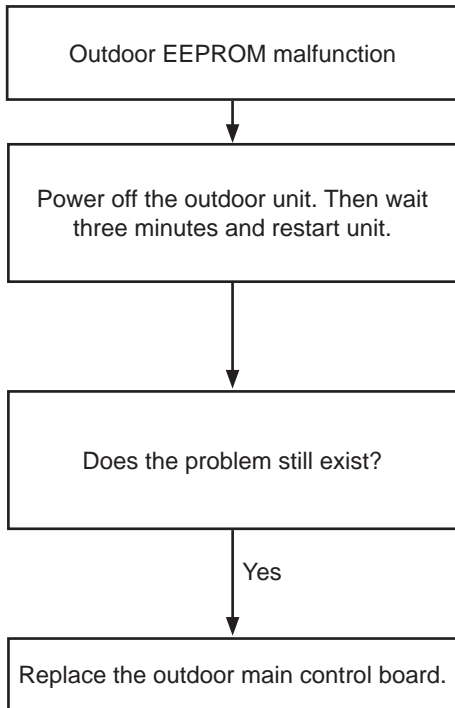 Outdoor EEPROM malfunction
Power off the outdoor unit. Then wait
three minutes and restart unit.
Does the problem still exist?
Yes
Replace the outdoor main control board.